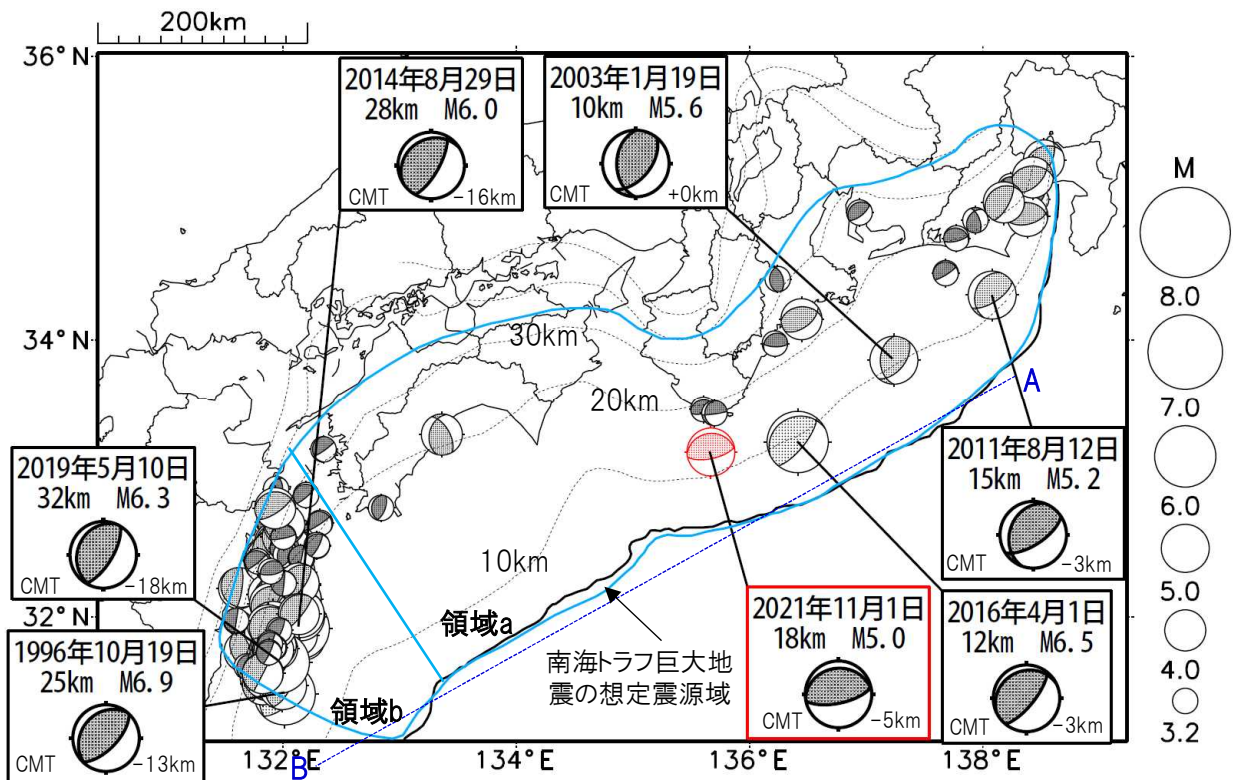 200km
36°N
34°N
32°N
132°E
134°E
136°E
138°E
2014年8月29日
28km M6.0
CMT
-16km
2003年1月19日
10km M5.6
CMT
+0km
30km
20km
10km
A
B
2019年5月10日
32km M6.3
CMT
-18km
1996年10月19日
25km M6.9
CMT
-13km
領域a
領域b
南海トラフ巨大地
震の想定震源域
2011年8月12日
15km M5.2
CMT
-3km
2021年11月1日
18km M5.0
CMT
-5km
2016年4月1日
12km M6.5
CMT
-3km
M
8.0
7.0
6.0
5.0
4.0
3.2